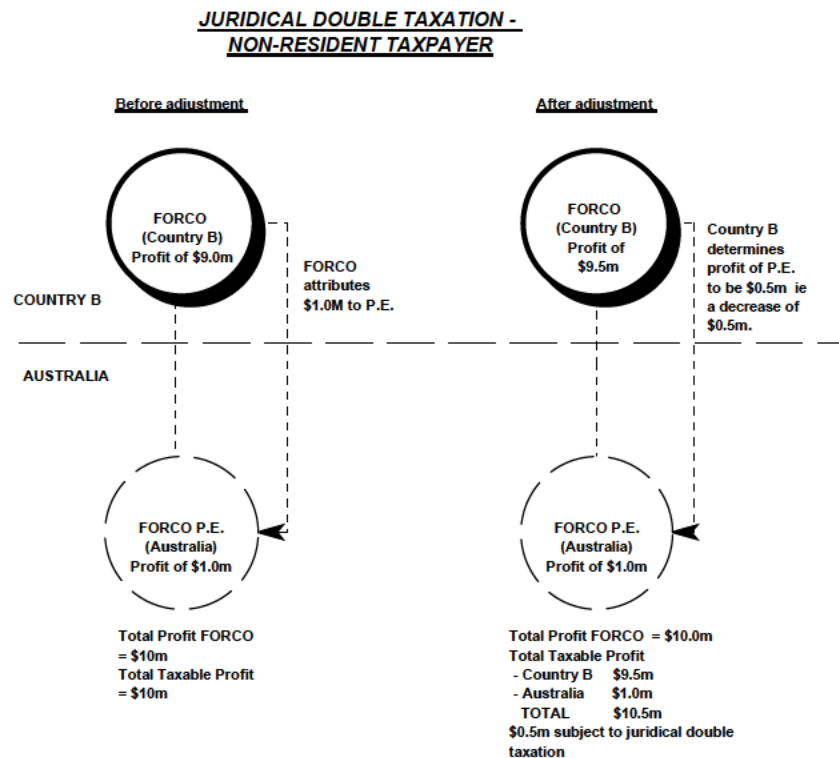 JURIDICAL DOUBLE TAXATION -
NON-RESIDENT TAXPAYER
Before adjustment
FORCO
(Country B)
Profit of $9.0m
FORCO
attributes
$1.0M to P.E.
COUNTRY B
AUSTRALIA
FORCO P.E.
(Australia)
Profit of $1.0m
Total Profit FORCO
= $10m
Total Taxable Profit
= $10m
After adjustment
FORCO
(Country B)
Profit of
$9.5m
Country B
determines
profit of P.E.
to be $0.5m ie
a decrease of
$0.5m.
FORCO P.E.
(Australia)
Profit of $1.0m
Total Profit FORCO = $10.0m
Total Taxable Profit
- Country B $9.5m
- Australia $1.0m
TOTAL $10.5m
$0.5m subject to juridical double
taxation